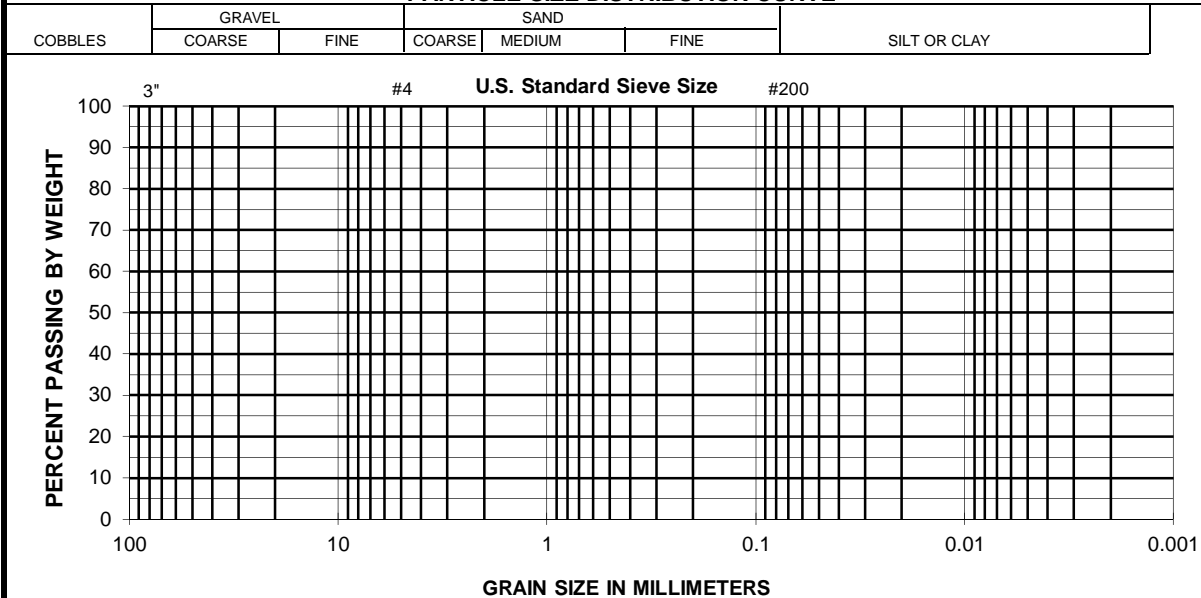 GRAVEL SAND
COBBLES COARSE FINE COARSE MEDIUM FINE SILT OR CLAY
3" #4 U.S. Standard Sieve Size #200
PERCENT PASSING BY WEIGHT
100
90
80
70
60
50
40
30
20
10
0
100 10 1 0.1 0.01 0.001
GRAIN SIZE IN MILLIMETERS